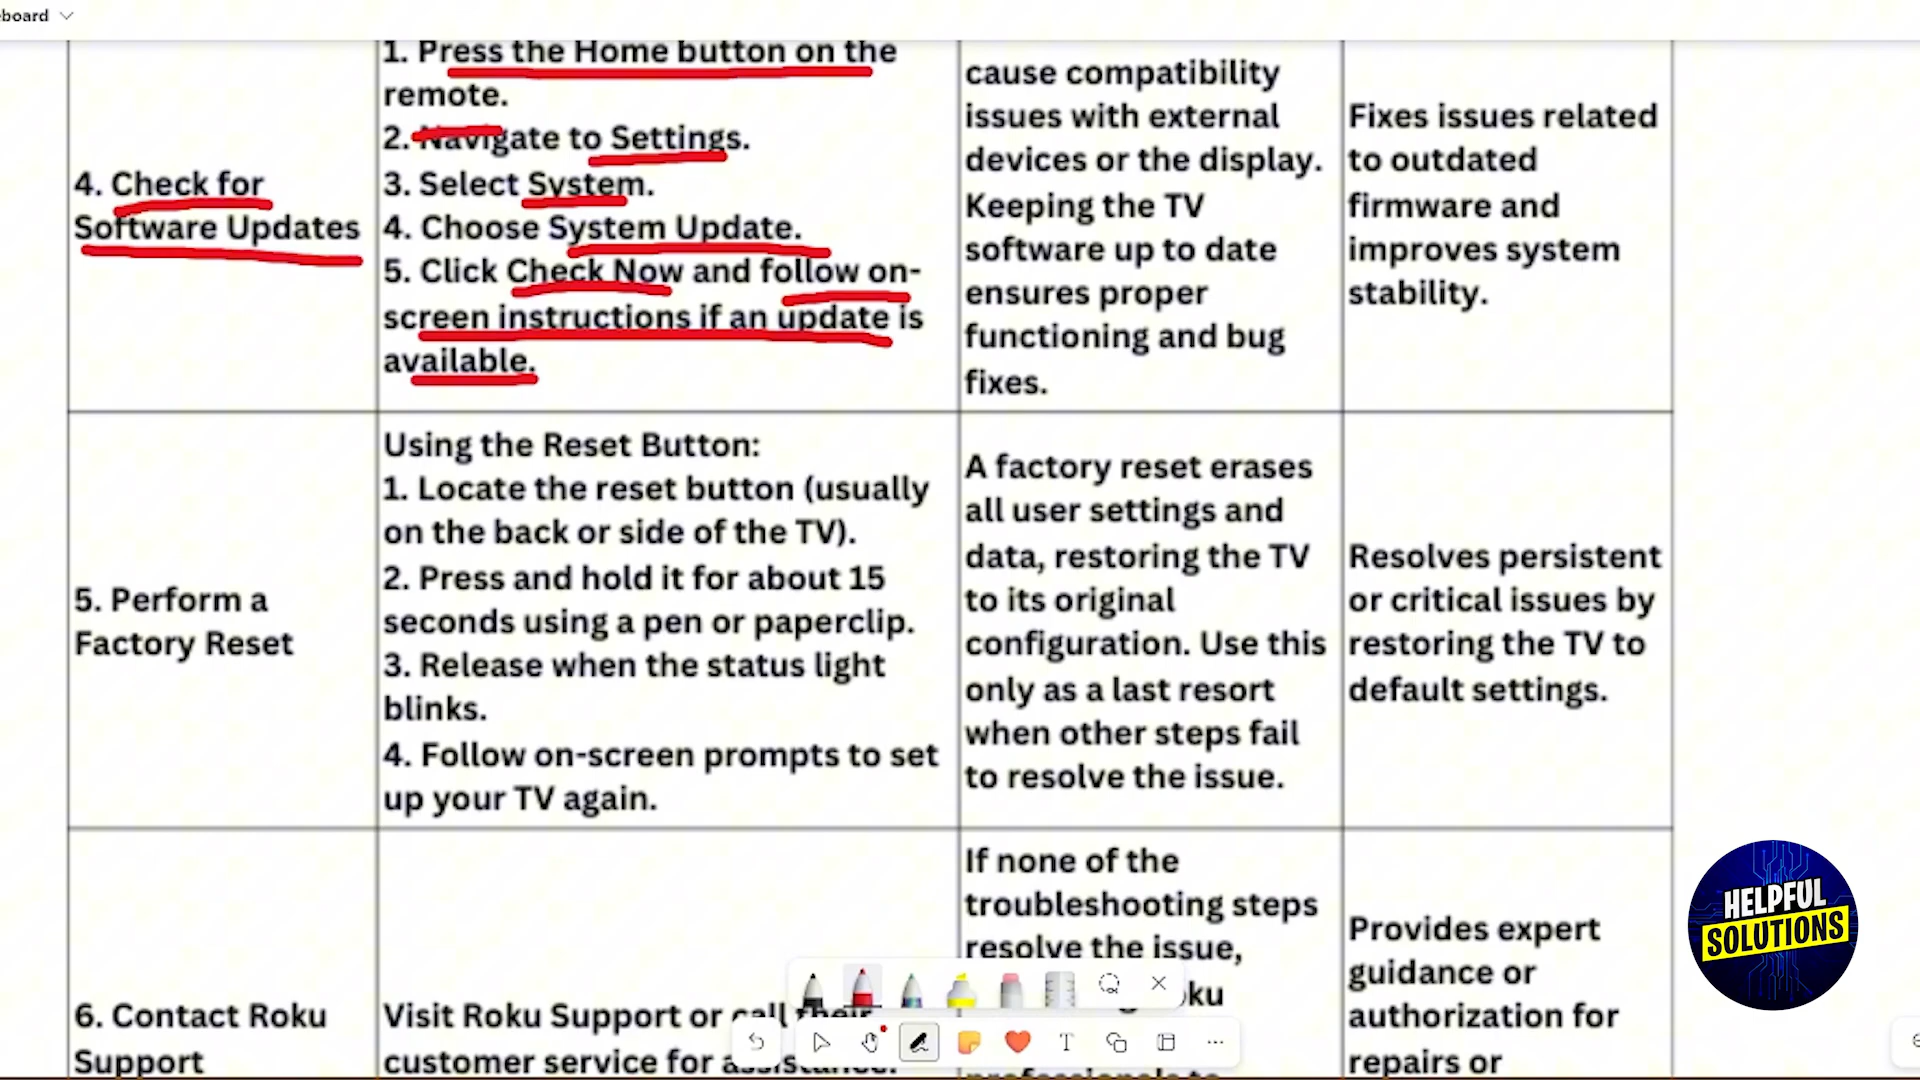 board
1. Press the Home button on the
remote.
2. Navigate to Settings.
3. Select System.
4. Choose System Update.
5. Click Check Now and follow on-
screen instructions if an update is
available.
4. Check for
Software Updates
cause compatibility
issues with external
devices or the display.
Keeping the TV
software up to date
ensures proper
functioning and bug
fixes.
Fixes issues related
to outdated
firmware and
improves system
stability.
5. Perform a
Factory Reset
Using the Reset Button:
1. Locate the reset button (usually
on the back or side of the TV).
2. Press and hold it for about 15
seconds using a pen or paperclip.
3. Release when the status light
blinks.
4. Follow on-screen prompts to set
up your TV again.
A factory reset erases
all user settings and
data, restoring the TV
to its original
configuration. Use this
only as a last resort
when other steps fail
to resolve the issue.
Resolves persistent
or critical issues by
restoring the TV to
default settings.
6. Contact Roku
Support
Visit Roku Support or call their
customer service for assistance.
If none of the
troubleshooting steps
resolve the issue,
oku
Provides expert
guidance or
authorization for
repairs or
HELPFUL
SOLUTIONS